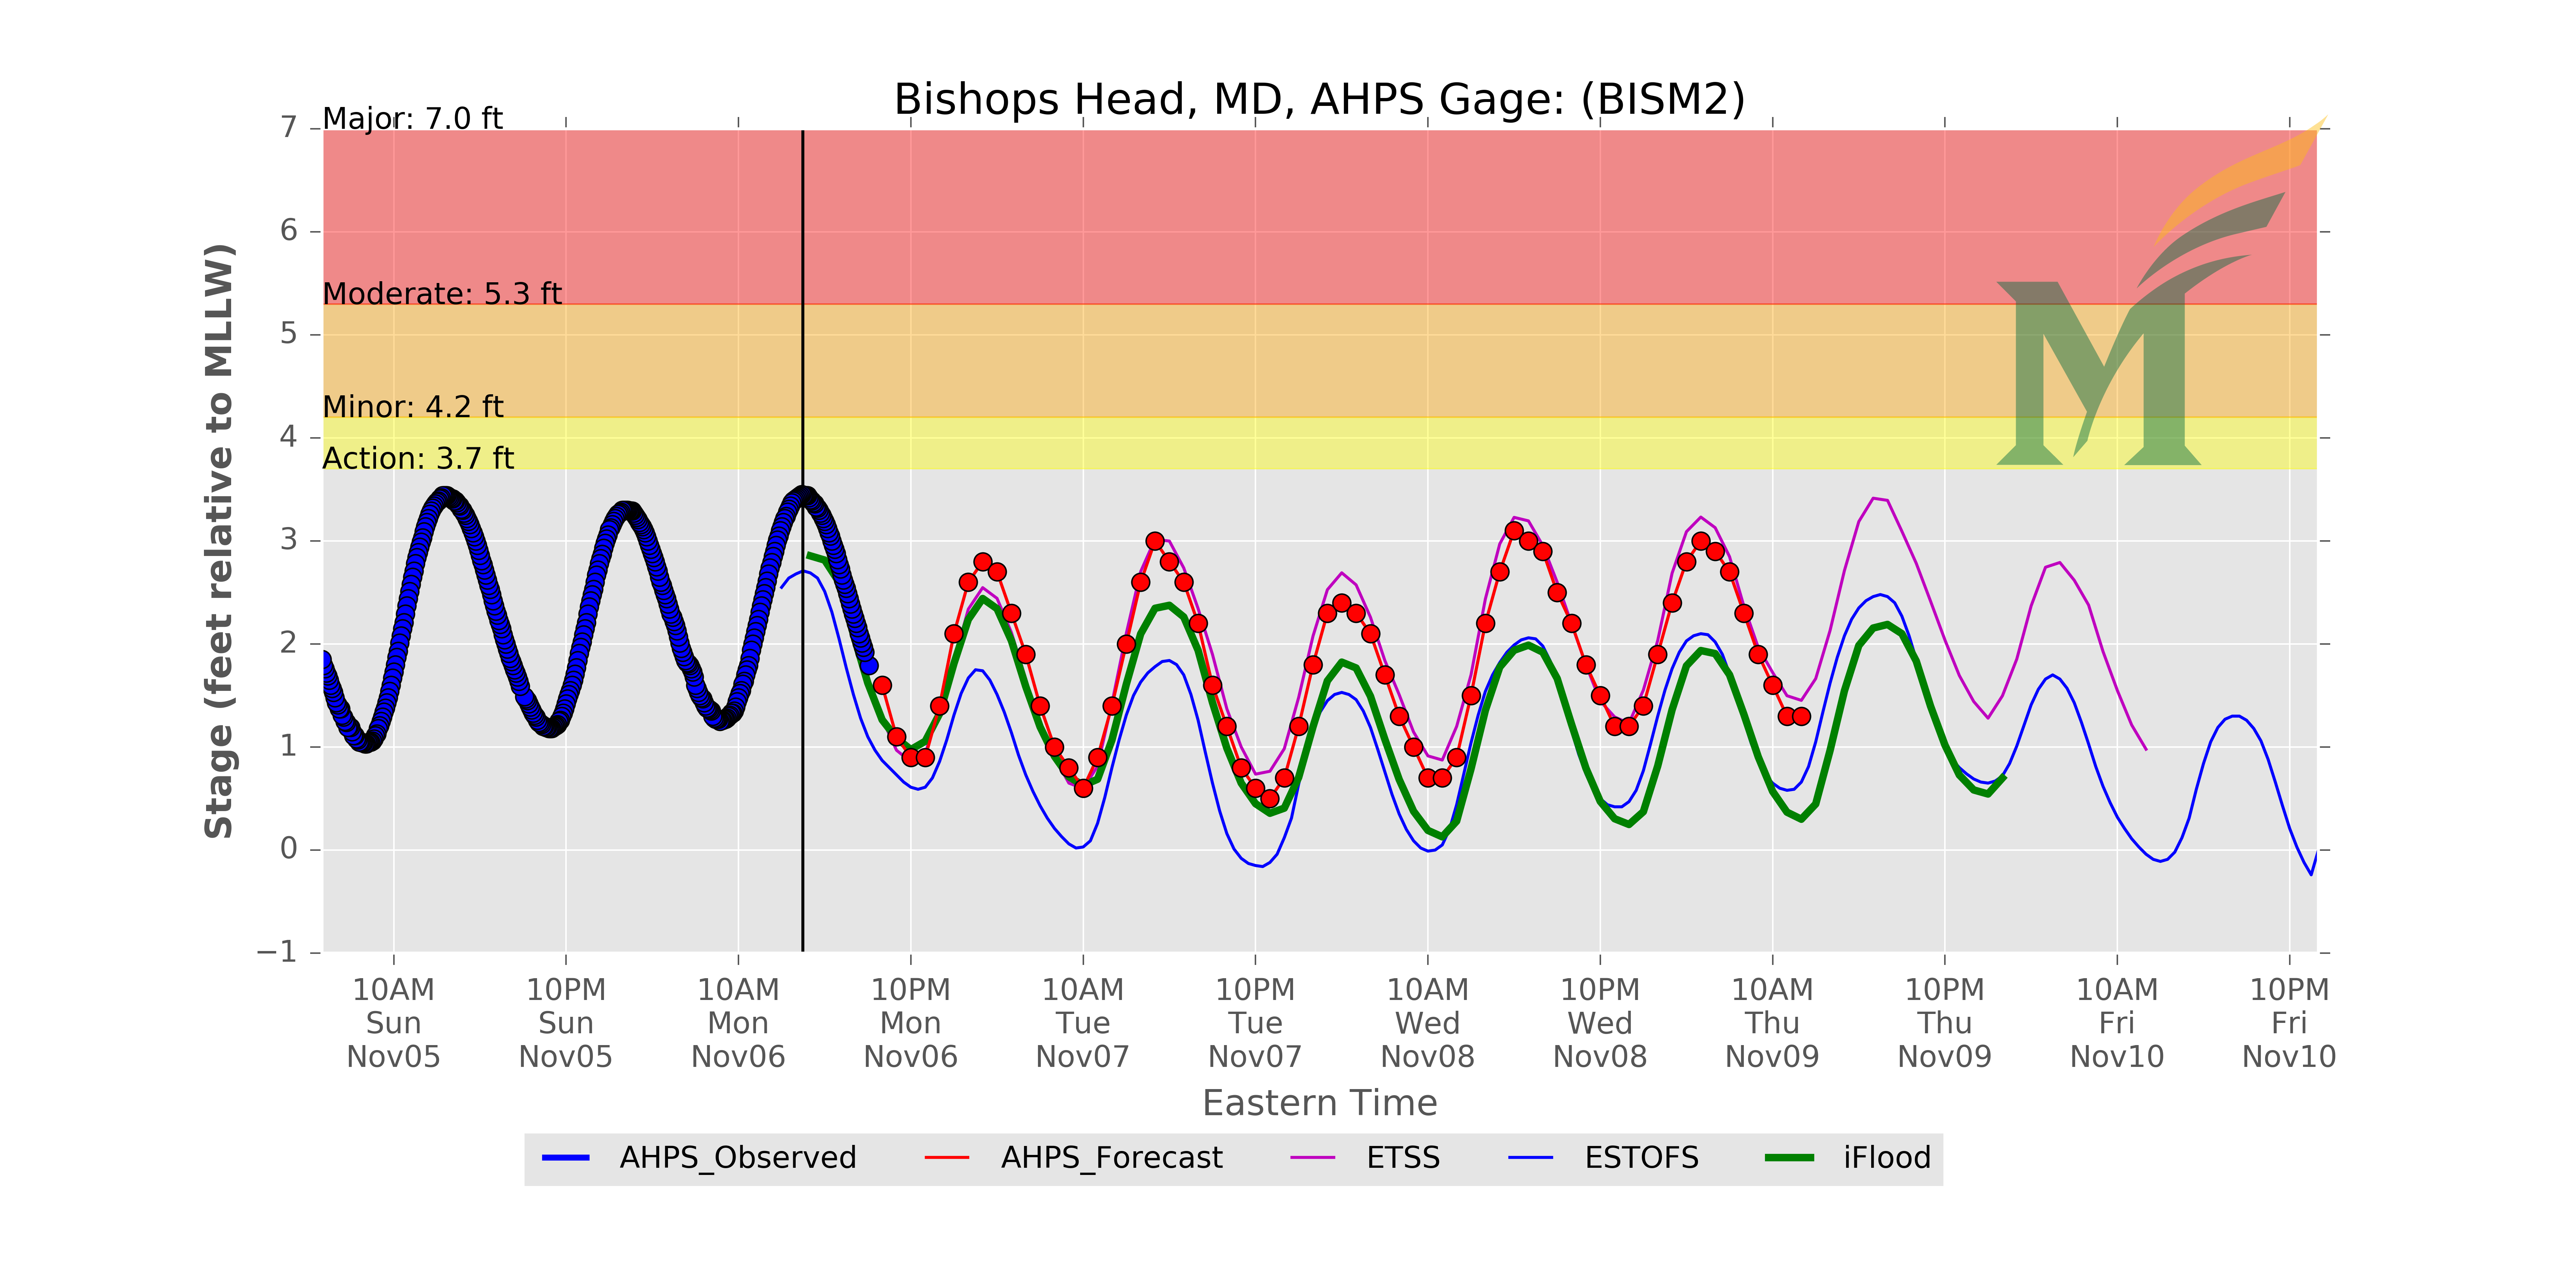 Bishops Head, MD, AHPS Gage: (BISM2)
Major: 7.0 ft
Moderate: 5.3 ft
Minor: 4.2 ft
Action: 3.7 ft
Stage (feet relative to MLLW)
7
6
5
4
3
2
1
0
−1
10AM Sun Nov05
10PM Sun Nov05
10AM Mon Nov06
10PM Mon Nov06
10AM Tue Nov07
10PM Tue Nov07
10AM Wed Nov08
10PM Wed Nov08
10AM Thu Nov09
10PM Thu Nov09
10AM Fri Nov10
10PM Fri Nov10
Eastern Time
AHPS_Observed AHPS_Forecast ETSS ESTOFS iFlood
M